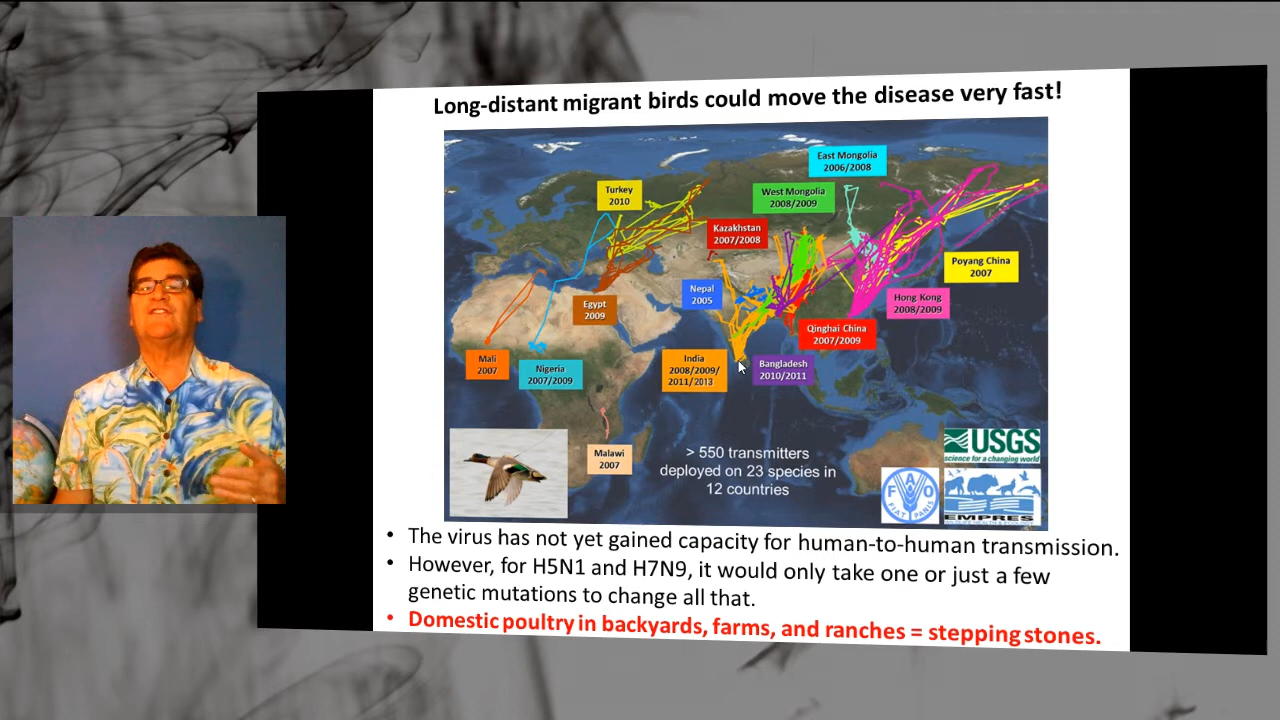 Long-distant migrant birds could move the disease very fast!
East Mongolia
2006/2008
Turkey
2010
West Mongolia
2008/2009
Kazakhstan
2007/2008
Poyang China
2007
Nepal
2005
Egypt
2009
Hong Kong
2008/2009
Qinghai China
2007/2009
Mali
2007
Nigeria
2007/2009
India
2008/2009/
2011/2013
Bangladesh
2010/2011
Malawi
2007
> 550 transmitters
deployed on 23 species in
12 countries
USGS
science for a changing world
F A O
FIAT PANIS
EMPRES
• The virus has not yet gained capacity for human-to-human transmission.
• However, for H5N1 and H7N9, it would only take one or just a few
genetic mutations to change all that.
• Domestic poultry in backyards, farms, and ranches = stepping stones.